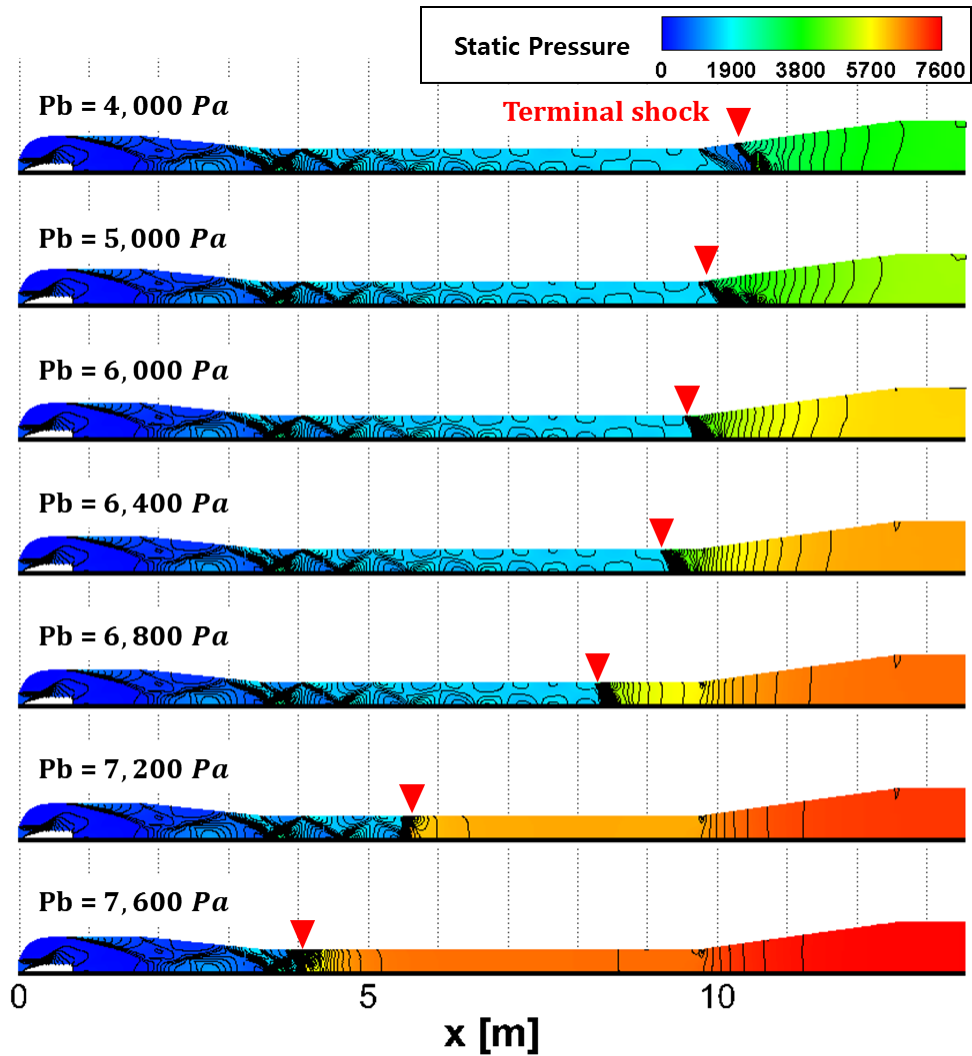 Static Pressure
0 1900 3800 5700 7600
Pb = 4,000 Pa
Terminal shock
Pb = 5,000 Pa
Pb = 6,000 Pa
Pb = 6,400 Pa
Pb = 6,800 Pa
Pb = 7,200 Pa
Pb = 7,600 Pa
0 5 10
x [m]